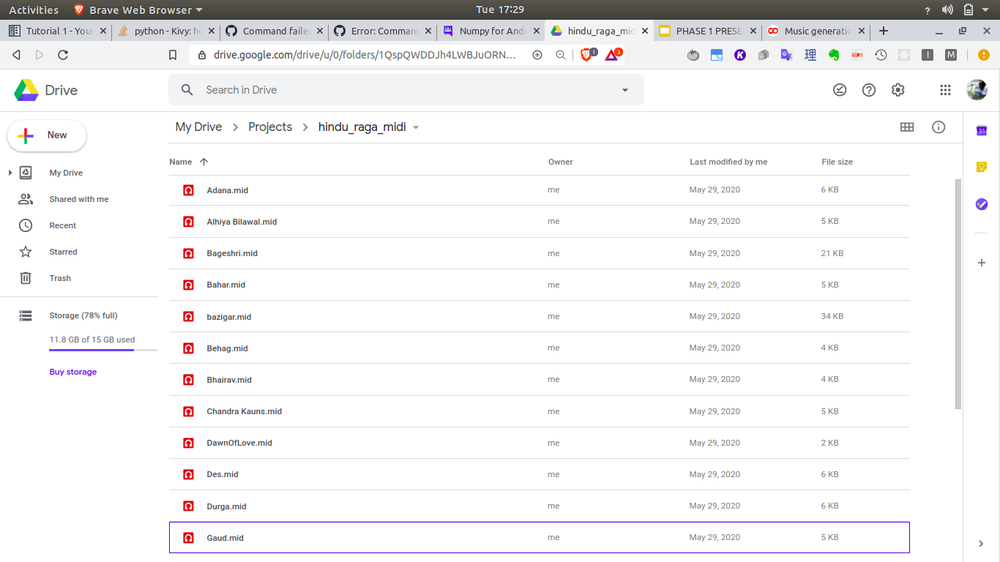 Activities Brave Web Browser Tue 17:29 ?
Tutorial 1 - Your python - Kivy: ho Command faile Error: Comman Numpy for Andr hindu_raga_mid PHASE 1 PRESE Music generatio
drive.google.com/drive/u/0/folders/1QspQWDDJh4LWBJuORN... 1 3
Drive Search in Drive
New My Drive Projects hindu_raga_midi
Name Owner Last modified by me File size
My Drive
Shared with me
Recent
Starred
Trash
Storage (78% full)
11.8 GB of 15 GB used
Buy storage
Adana.mid me May 29, 2020 6 KB
Alhiya Bilawal.mid me May 29, 2020 5 KB
Bageshri.mid me May 29, 2020 21 KB
Bahar.mid me May 29, 2020 5 KB
bazigar.mid me May 29, 2020 34 KB
Behag.mid me May 29, 2020 4 KB
Bhairav.mid me May 29, 2020 4 KB
Chandra Kauns.mid me May 29, 2020 5 KB
DawnOfLove.mid me May 29, 2020 2 KB
Des.mid me May 29, 2020 6 KB
Durga.mid me May 29, 2020 6 KB
Gaud.mid me May 29, 2020 5 KB
31